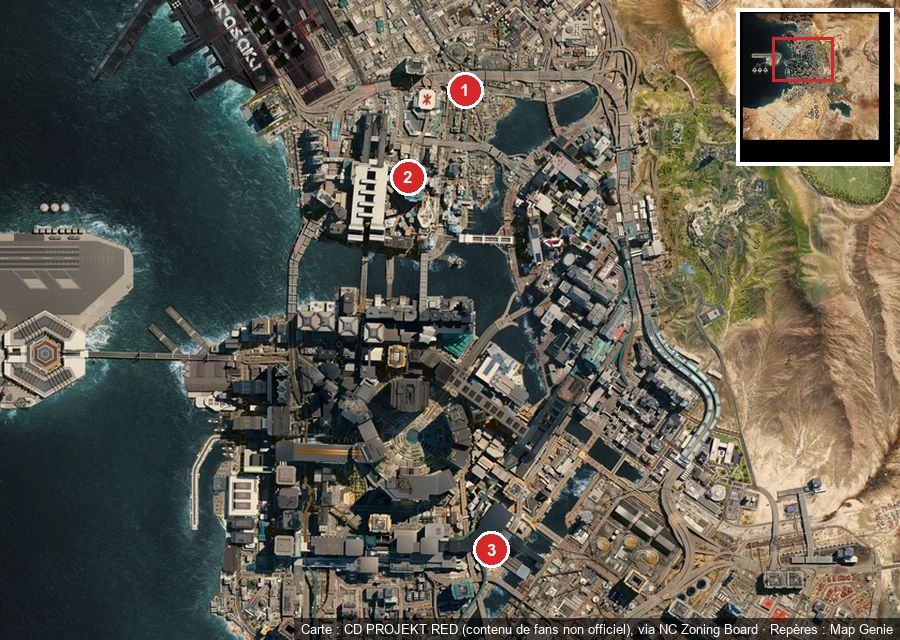 arasaka
1
2
3
Carte : CD PROJEKT RED (contenu de fans non officiel), via NC Zoning Board · Repères : Map Genie